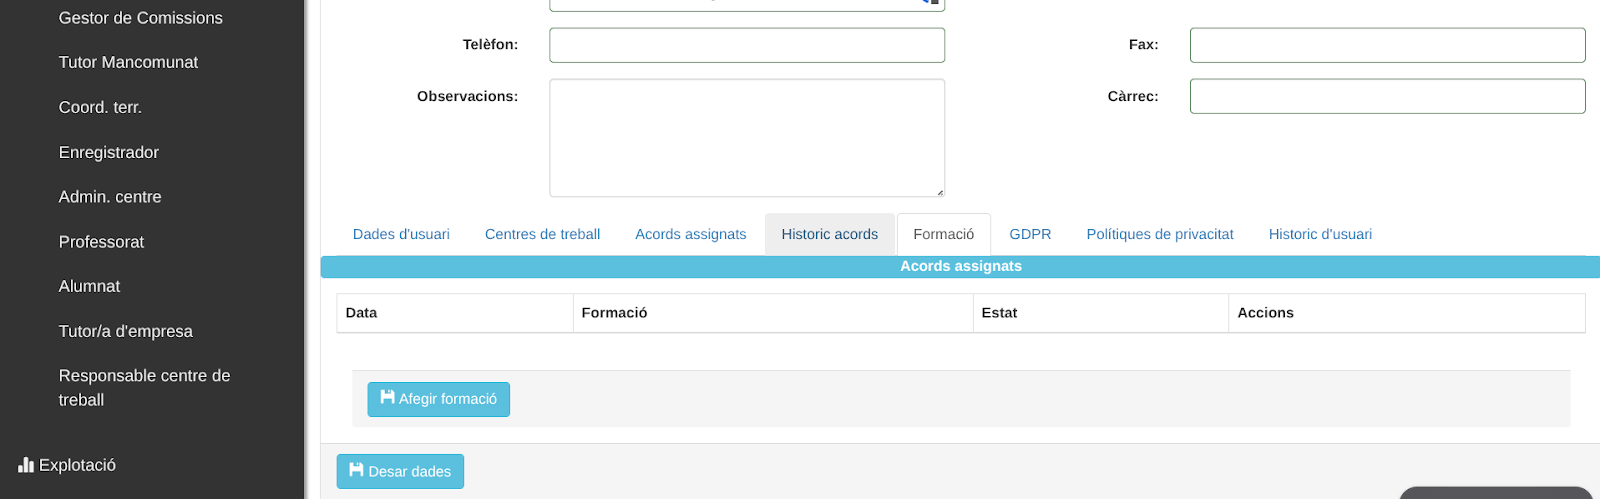 Gestor de Comissions
Tutor Mancomunat
Coord. terr.
Enregistrador
Admin. centre
Professorat
Alumnat
Tutor/a d'empresa
Responsable centre de
treball
Explotació
Telèfon:
Fax:
Observacions:
Càrrec:
Dades d'usuari Centres de treball Acords assignats Historic acords Formació GDPR Polítiques de privacitat Historic d'usuari
Acords assignats
Data Formació Estat Accions
Afegir formació
Desar dades